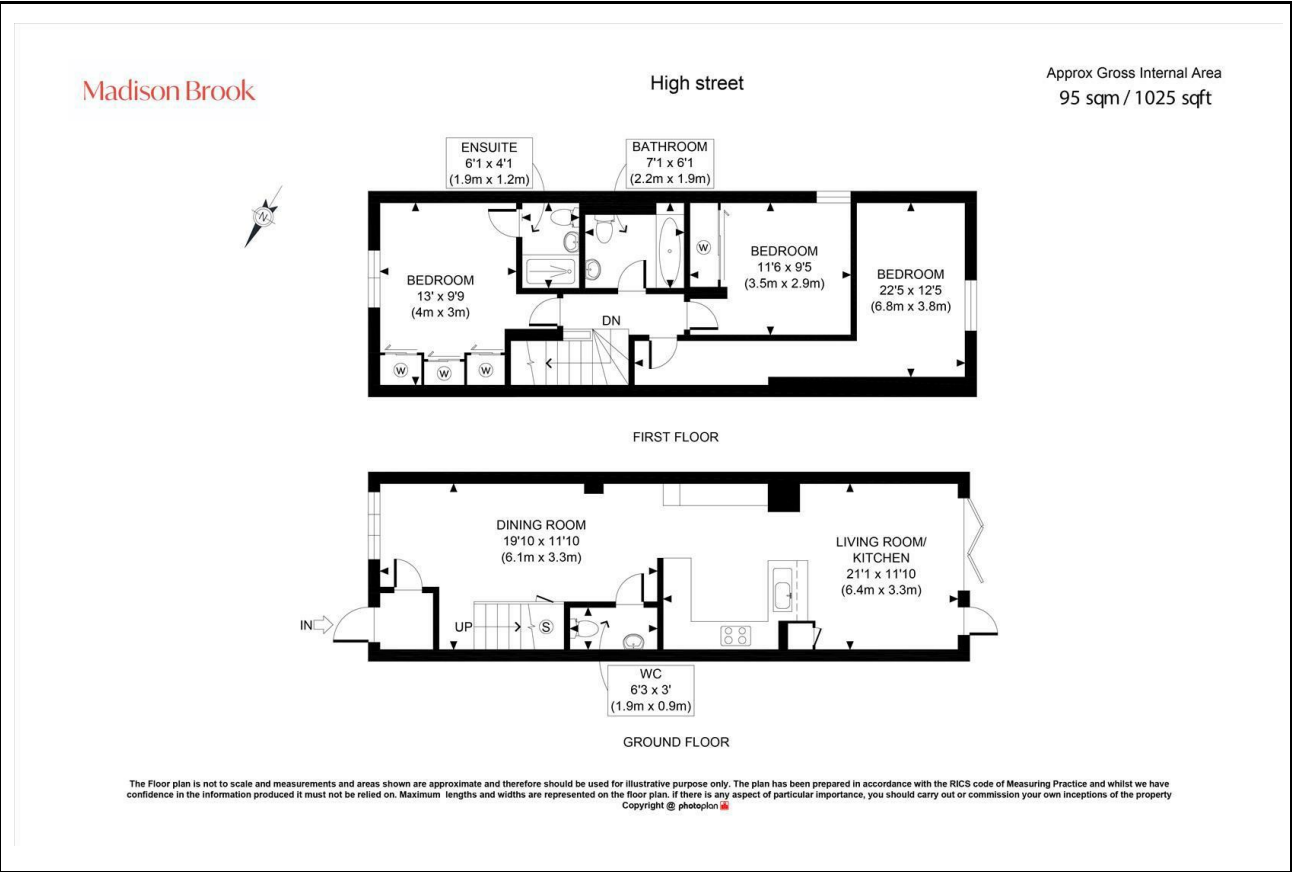 Madison Brook
High street
Approx Gross Internal Area
95 sqm / 1025 sqft
ENSUITE
6'1 x 4'1
(1.9m x 1.2m)
BATHROOM
7'1 x 6'1
(2.2m x 1.9m)
N
BEDROOM
13' x 9'9
(4m x 3m)
W
BEDROOM
11'6 x 9'5
(3.5m x 2.9m)
BEDROOM
22'5 x 12'5
(6.8m x 3.8m)
DN
W
W
W
FIRST FLOOR
DINING ROOM
19'10 x 11'10
(6.1m x 3.3m)
LIVING ROOM/
KITCHEN
21'1 x 11'10
(6.4m x 3.3m)
IN
UP
S
WC
6'3 x 3'
(1.9m x 0.9m)
GROUND FLOOR
The Floor plan is not to scale and measurements and areas shown are approximate and therefore should be used for illustrative purpose only. The plan has been prepared in accordance with the RICS code of Measuring Practice and whilst we have
confidence in the information produced it must not be relied on. Maximum lengths and widths are represented on the floor plan. if there is any aspect of particular importance, you should carry out or commission your own inceptions of the property
Copyright @ photoplan